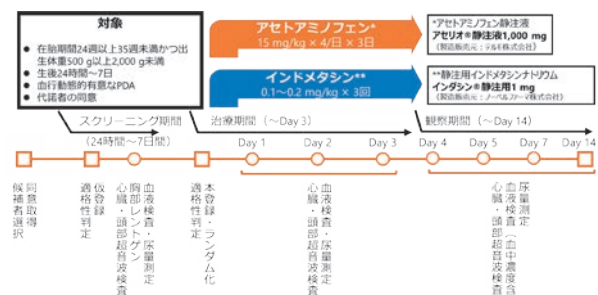 対象
• 在胎期間24週以上35週未満かつ出
生体重500 g以上2,000 g未満
• 生後24時間～7日
• 血行動態的有意なPDA
• 代諾者の同意
アセトアミノフェン*
15 mg/kg × 4/日 × 3日
インドメタシン**
0.1～0.2 mg/kg × 3回
*アセトアミノフェン静注液
アセリオ®静注液1,000 mg
(製造販売元：テルモ株式会社)
**静注用インドメタシンナトリウム
インダシン®静注用1 mg
(製造販売元：ノーベルファーマ株式会社)
スクリーニング期間
(24時間～7日間)
治療期間 (～Day 3)
観察期間 (～Day 14)
Day 1
Day 2
Day 3
Day 4
Day 5
Day 7
Day 14
同意取得
候補者選択
仮登録
適格性判定
血液検査・尿量測定
胸部レントゲン
心臓・頭部超音波検査
本登録・ランダム化
適格性判定
血液検査・尿量測定
心臓・頭部超音波検査
尿量測定
血液検査(血中濃度含
心臓・頭部超音波検査